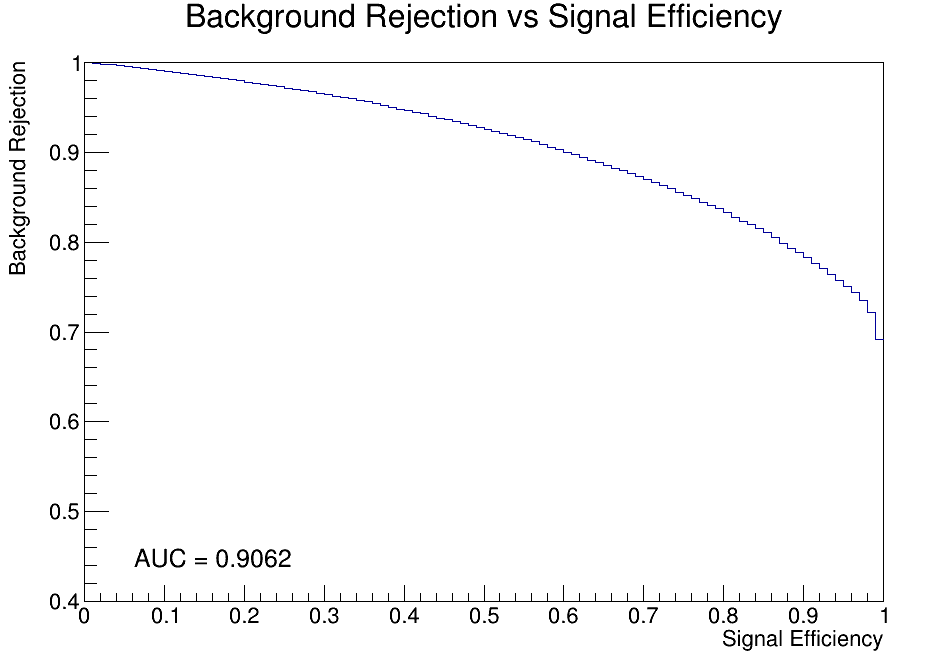 Background Rejection vs Signal Efficiency
Background Rejection
1
0.9
0.8
0.7
0.6
0.5
0.4
AUC = 0.9062
0 0.1 0.2 0.3 0.4 0.5 0.6 0.7 0.8 0.9 1
Signal Efficiency